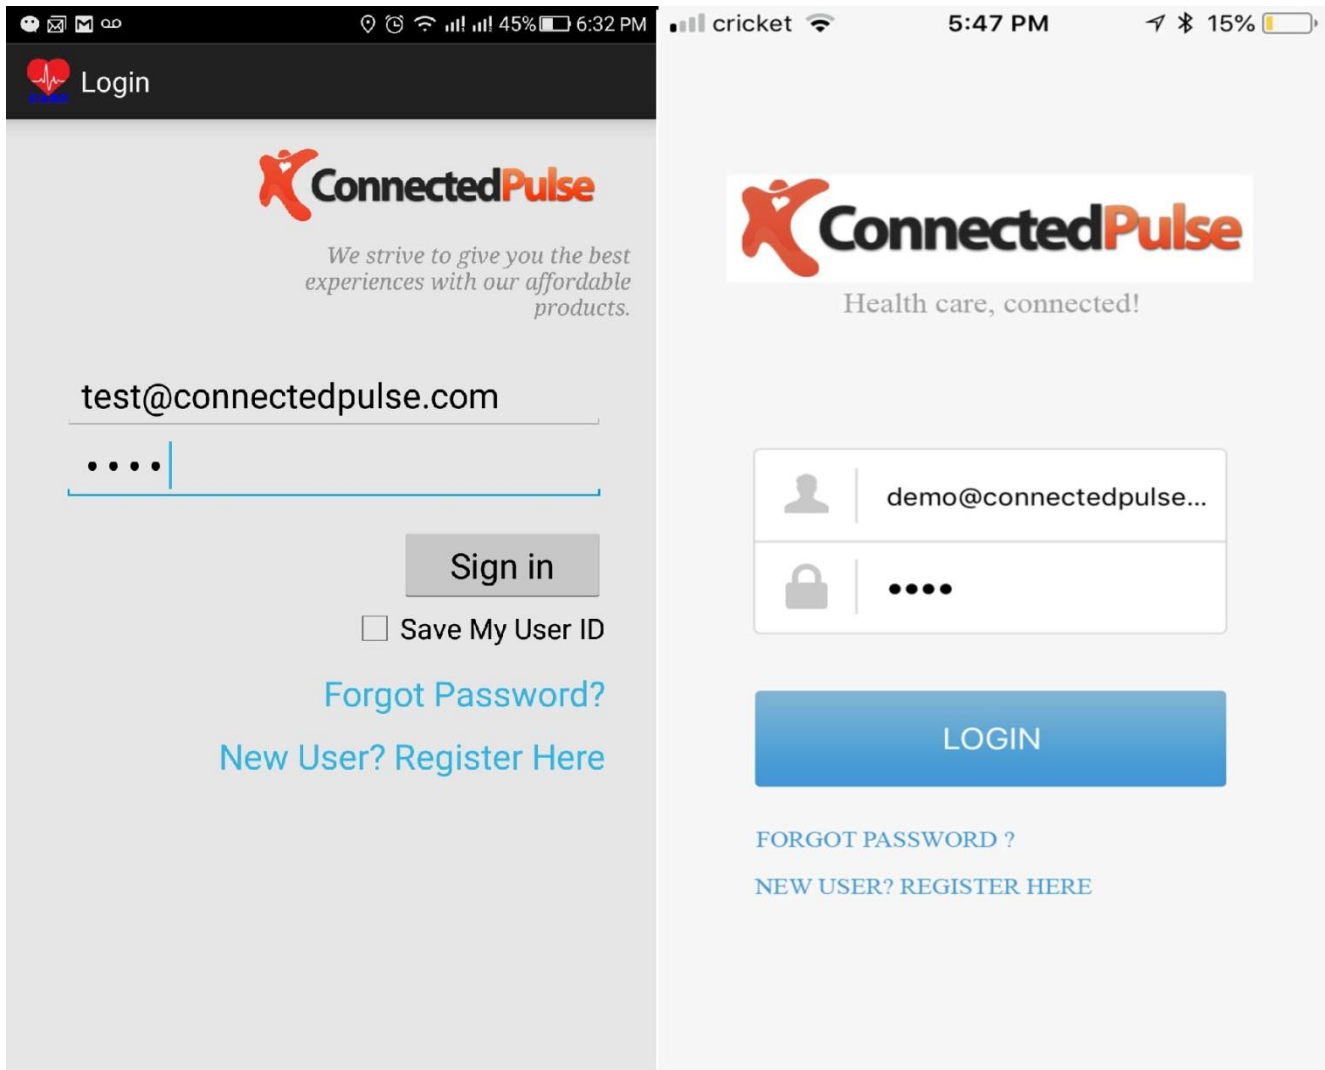 45% 6:32 PM
Login
ConnectedPulse
We strive to give you the best
experiences with our affordable
products.
test@connectedpulse.com
••••
Sign in
Save My User ID
Forgot Password?
New User? Register Here
cricket 5:47 PM 15%
ConnectedPulse
Health care, connected!
demo@connectedpulse...
••••
LOGIN
FORGOT PASSWORD ?
NEW USER? REGISTER HERE